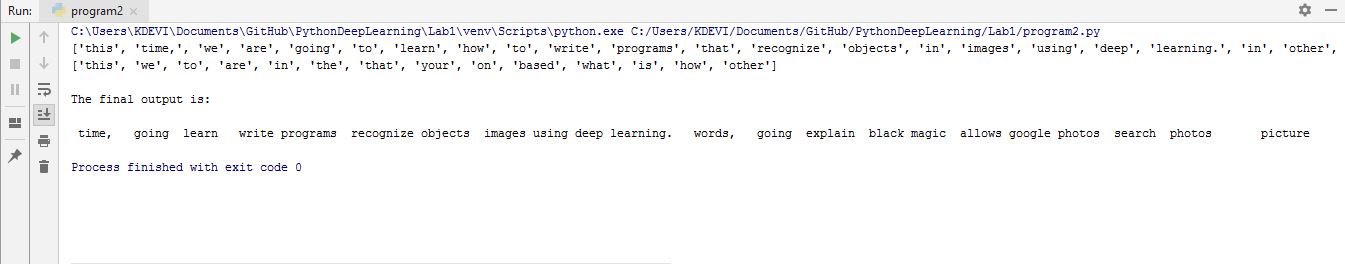 Run: program2
C:\Users\KDEVI\Documents\GitHub\PythonDeepLearning\Lab1\venv\Scripts\python.exe C:/Users/KDEVI/Documents/GitHub/PythonDeepLearning/Lab1/program2.py
['this', 'time,', 'we', 'are', 'going', 'to', 'learn', 'how', 'to', 'write', 'programs', 'that', 'recognize', 'objects', 'in', 'images', 'using', 'deep', 'learning.', 'in', 'other',
['this', 'we', 'to', 'are', 'in', 'the', 'that', 'your', 'on', 'based', 'what', 'is', 'how', 'other']
The final output is:
time,   going  learn   write programs  recognize objects  images using deep learning.   words,   going  explain  black magic  allows google photos  search  photos       picture
Process finished with exit code 0